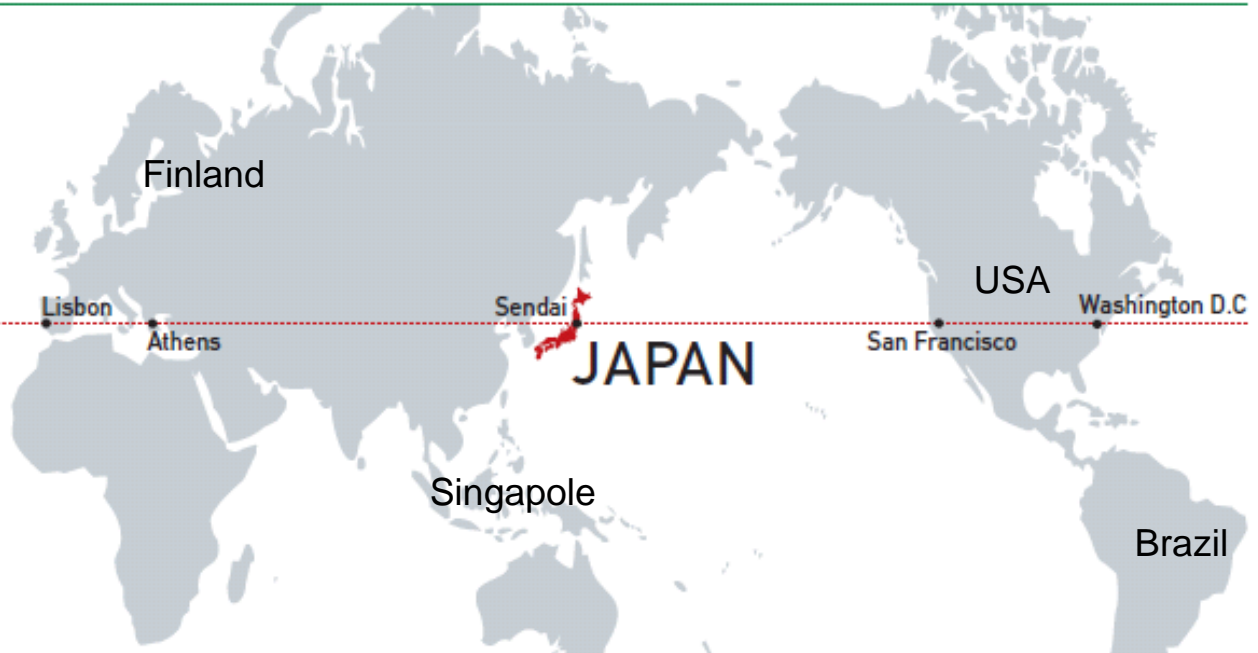 Finland
USA
Lisbon
Sendai
Washington D.C
Athens
San Francisco
JAPAN
Singapole
Brazil